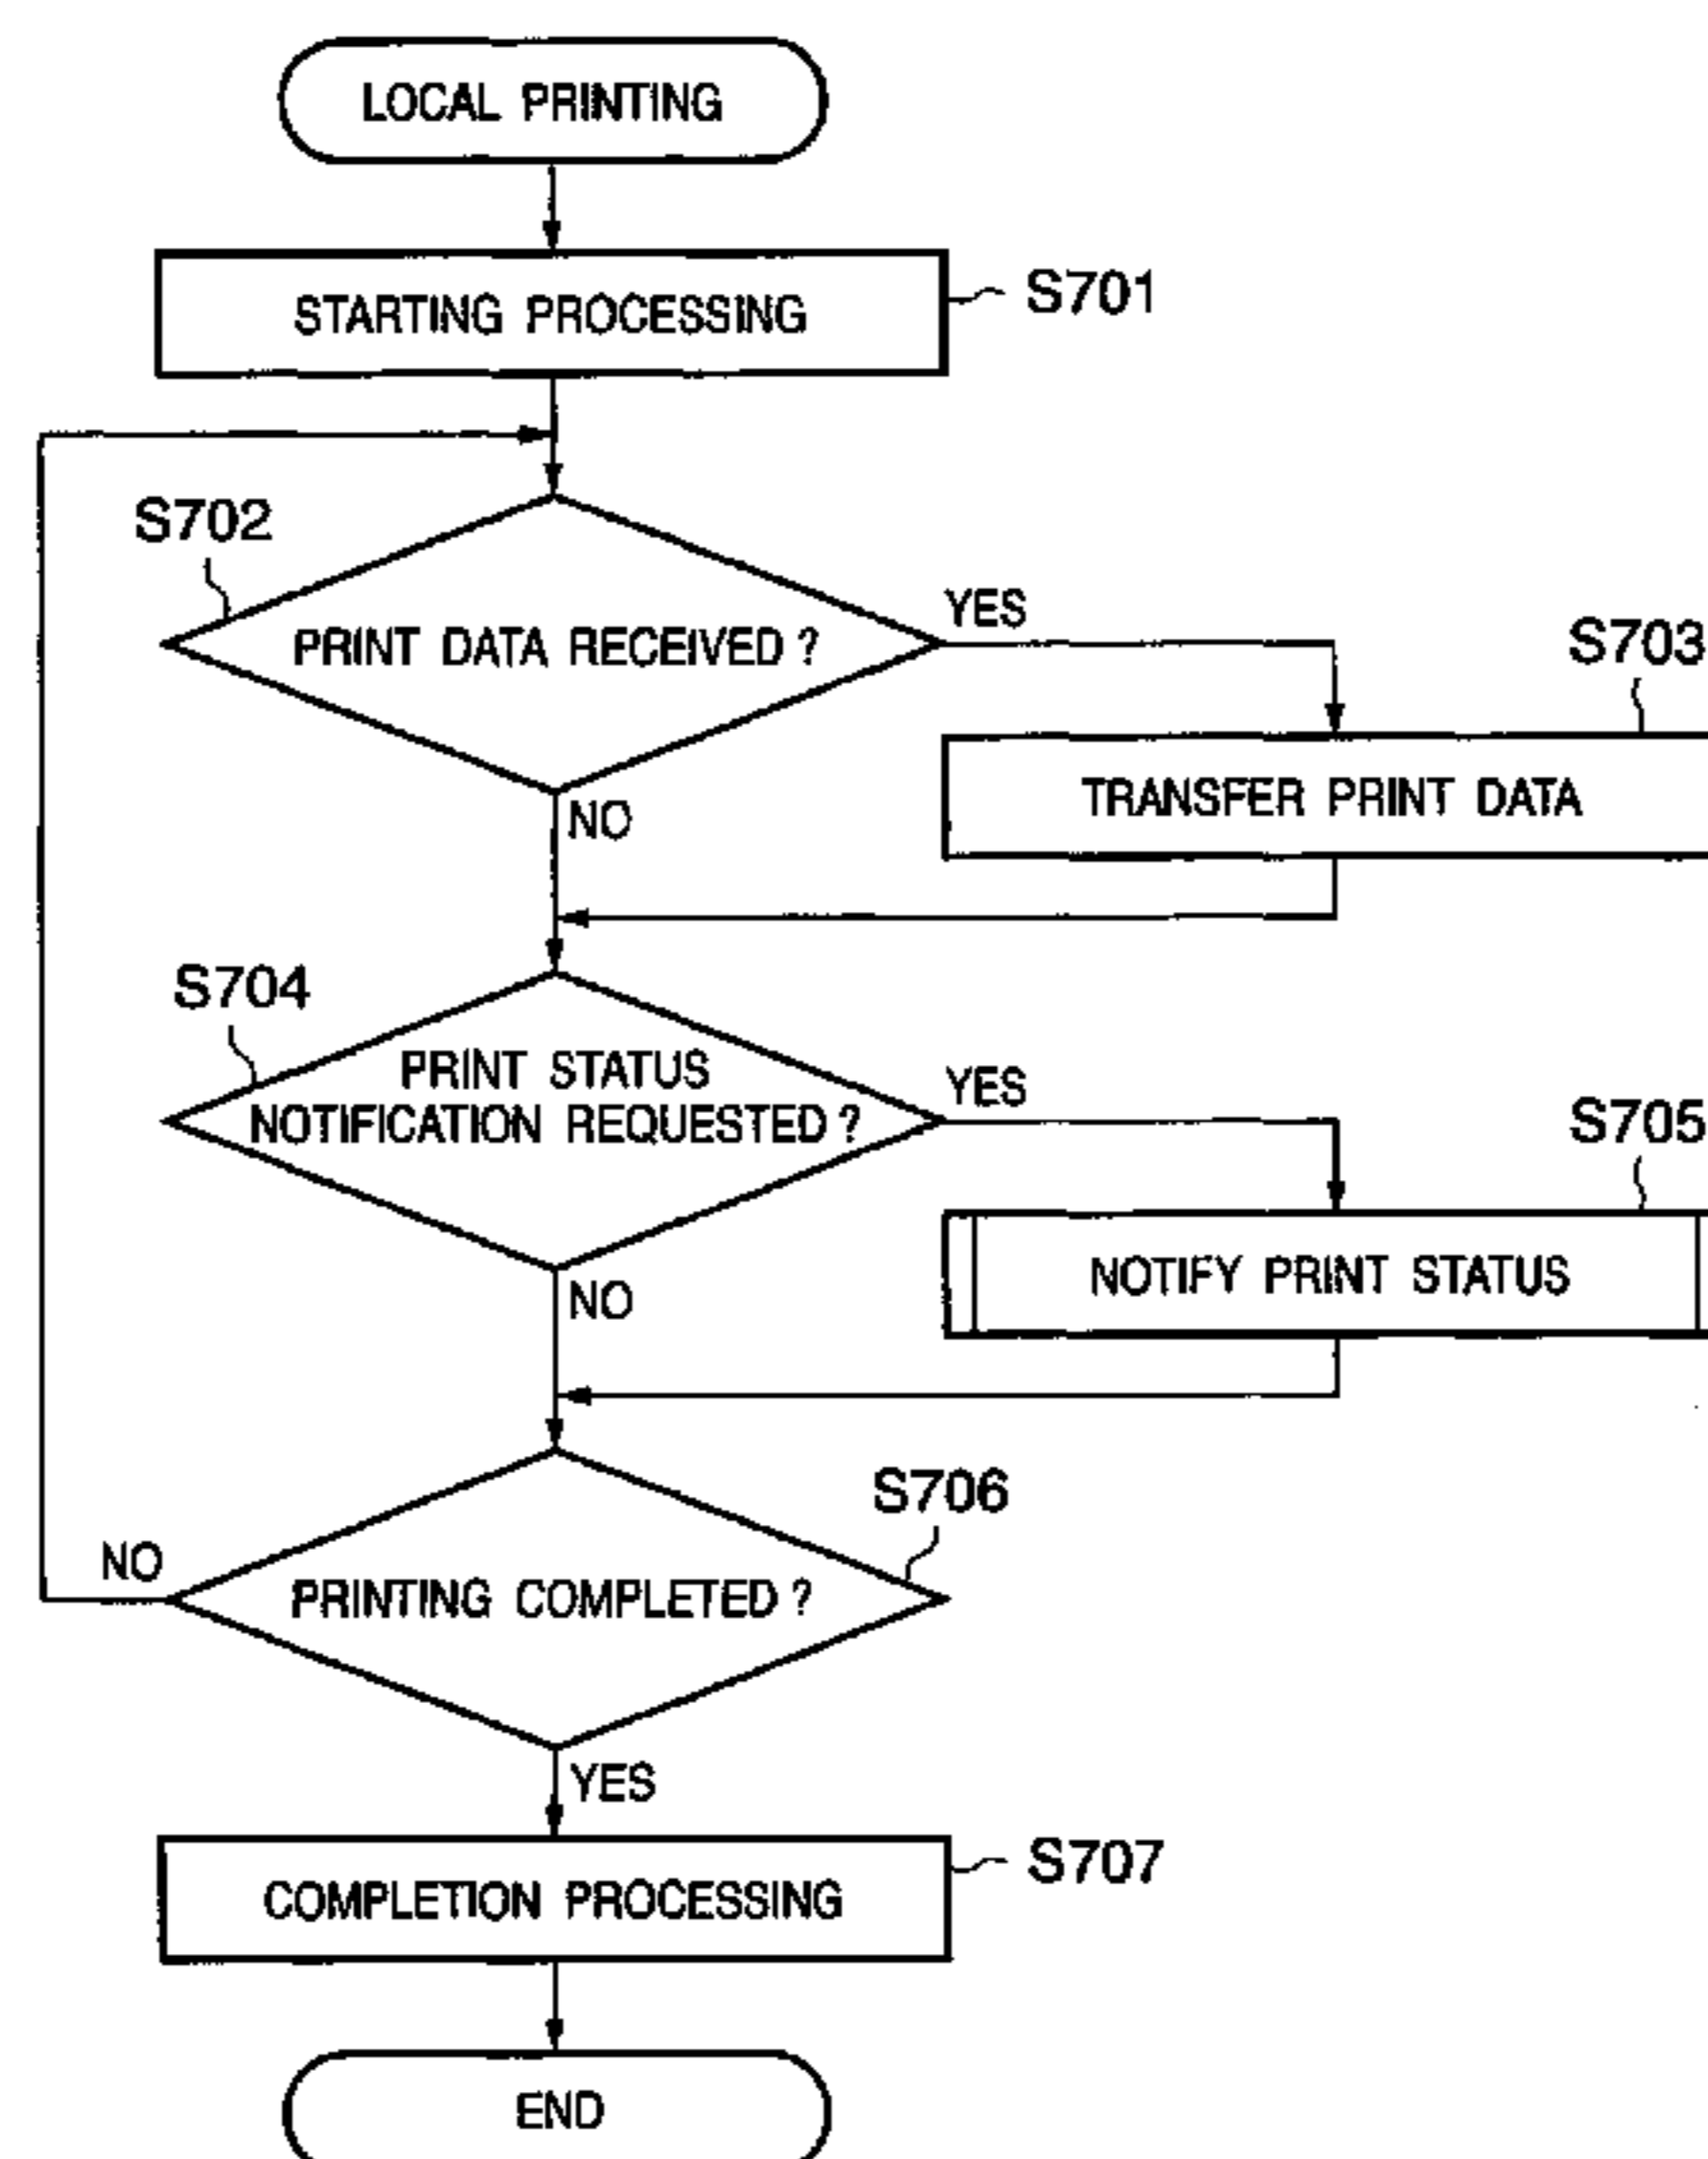 LOCAL PRINTING
STARTING PROCESSING
S701
S702
PRINT DATA RECEIVED ?
YES
S703
TRANSFER PRINT DATA
NO
S704
PRINT STATUS
NOTIFICATION REQUESTED ?
YES
S705
NOTIFY PRINT STATUS
NO
S706
PRINTING COMPLETED ?
NO
YES
COMPLETION PROCESSING
S707
END